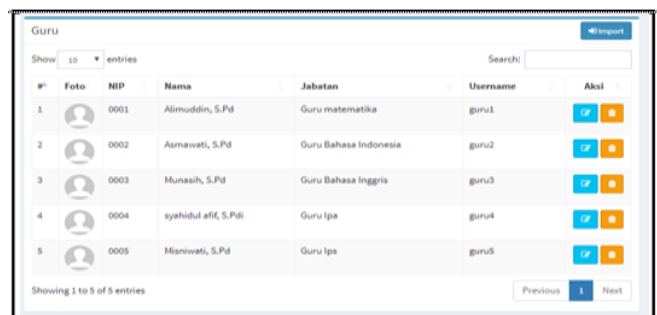 Guru
Import
Show 10 entries
Search:
# Foto NIP Nama Jabatan Username Aksi
1 0001 Alimuddin, S.Pd Guru matematika guru1
2 0002 Asmawati, S.Pd Guru Bahasa Indonesia guru2
3 0003 Munasih, S.Pd Guru Bahasa Inggris guru3
4 0004 syahidul afif, S.Pdi Guru Ipa guru4
5 0005 Misniwati, S.Pd Guru Ips guru5
Showing 1 to 5 of 5 entries
Previous 1 Next